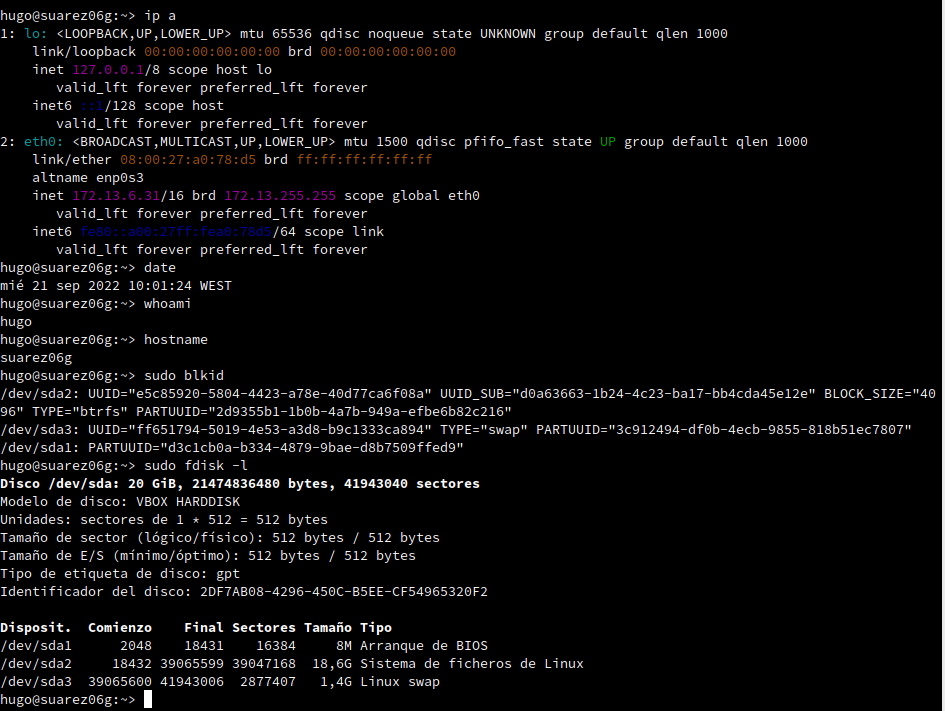 hugo@suarez06g:~> ip a
1: lo: <LOOPBACK,UP,LOWER_UP> mtu 65536 qdisc noqueue state UNKNOWN group default qlen 1000
    link/loopback 00:00:00:00:00:00 brd 00:00:00:00:00:00
    inet 127.0.0.1/8 scope host lo
       valid_lft forever preferred_lft forever
    inet6 ::1/128 scope host
       valid_lft forever preferred_lft forever
2: eth0: <BROADCAST,MULTICAST,UP,LOWER_UP> mtu 1500 qdisc pfifo_fast state UP group default qlen 1000
    link/ether 08:00:27:a0:78:d5 brd ff:ff:ff:ff:ff:ff
    altname enp0s3
    inet 172.13.6.31/16 brd 172.13.255.255 scope global eth0
       valid_lft forever preferred_lft forever
    inet6 fe80::a00:27ff:fea0:78d5/64 scope link
       valid_lft forever preferred_lft forever
hugo@suarez06g:~> date
mié 21 sep 2022 10:01:24 WEST
hugo@suarez06g:~> whoami
hugo
hugo@suarez06g:~> hostname
suarez06g
hugo@suarez06g:~> sudo blkid
/dev/sda2: UUID="e5c85920-5804-4423-a78e-40d77ca6f08a" UUID_SUB="d0a63663-1b24-4c23-ba17-bb4cda45e12e" BLOCK_SIZE="40
96" TYPE="btrfs" PARTUUID="2d9355b1-1b0b-4a7b-949a-efbe6b82c216"
/dev/sda3: UUID="ff651794-5019-4e53-a3d8-b9c1333ca894" TYPE="swap" PARTUUID="3c912494-df0b-4ecb-9855-818b51ec7807"
/dev/sda1: PARTUUID="d3c1cb0a-b334-4879-9bae-d8b7509ffed9"
hugo@suarez06g:~> sudo fdisk -l
Disco /dev/sda: 20 GiB, 21474836480 bytes, 41943040 sectores
Modelo de disco: VBOX HARDDISK
Unidades: sectores de 1 * 512 = 512 bytes
Tamaño de sector (lógico/físico): 512 bytes / 512 bytes
Tamaño de E/S (mínimo/óptimo): 512 bytes / 512 bytes
Tipo de etiqueta de disco: gpt
Identificador del disco: 2DF7AB08-4296-450C-B5EE-CF54965320F2

Disposit.  Comienzo    Final Sectores Tamaño Tipo
/dev/sda1      2048    18431    16384     8M Arranque de BIOS
/dev/sda2     18432 39065599 39047168  18,6G Sistema de ficheros de Linux
/dev/sda3  39065600 41943006  2877407   1,4G Linux swap
hugo@suarez06g:~>